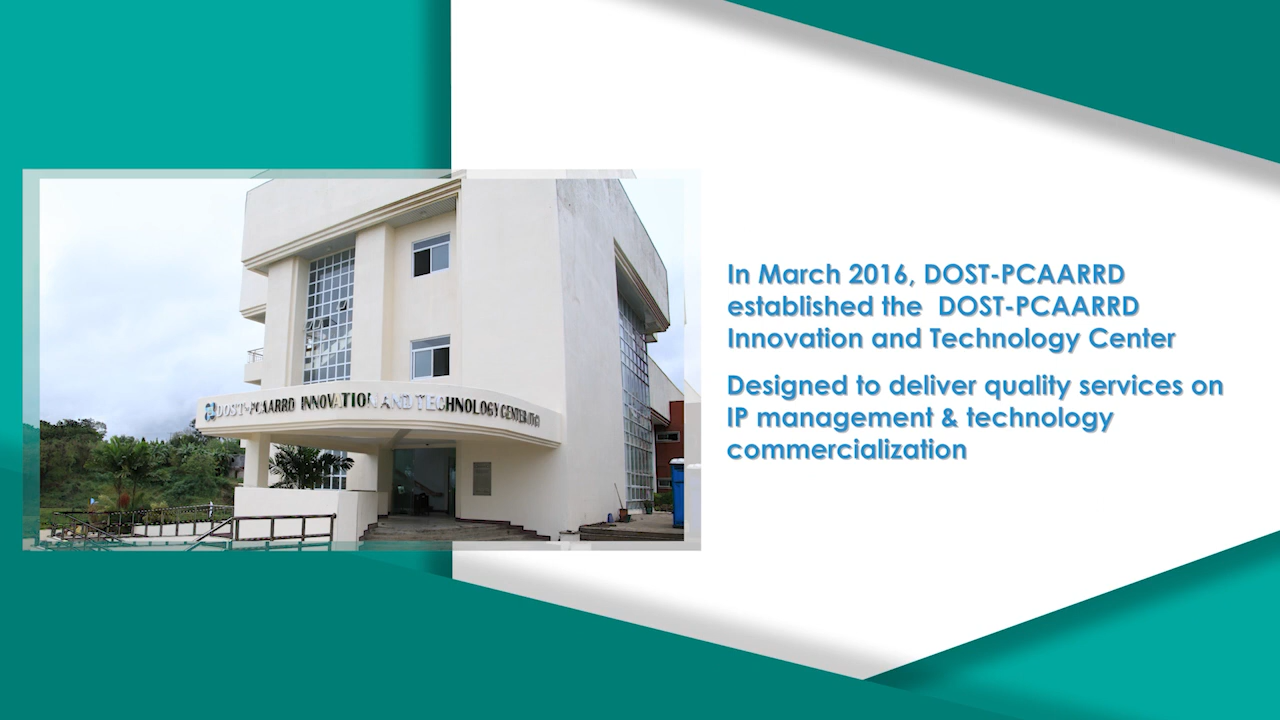 DOST-PCAARRD INNOVATION AND TECHNOLOGY CENTER
In March 2016, DOST-PCAARRD
established the DOST-PCAARRD
Innovation and Technology Center
Designed to deliver quality services on
IP management & technology
commercialization